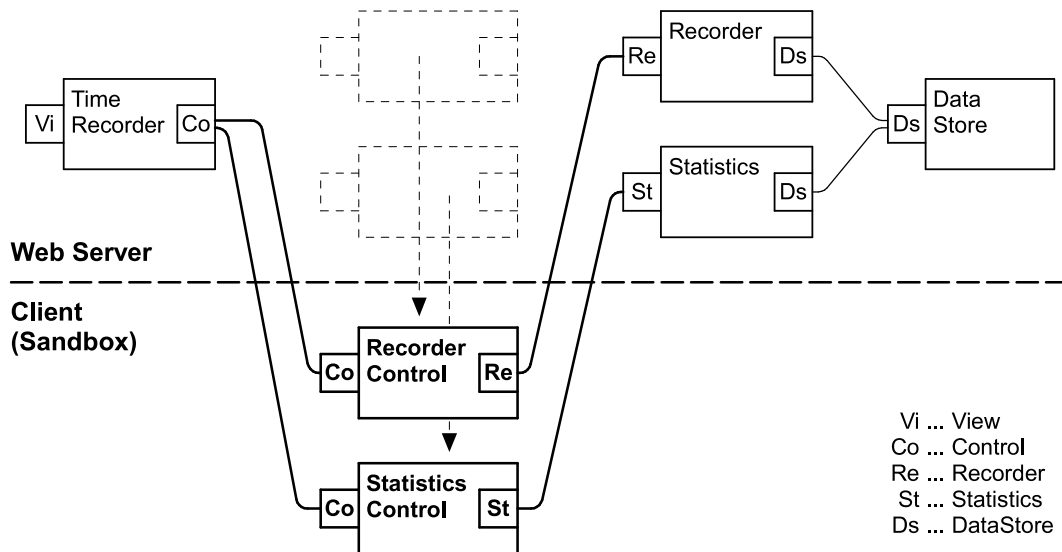 Recorder
Re
Ds
Time
Recorder
Vi
Co
Data
Store
Ds
Statistics
St
Ds
Web Server
Client
(Sandbox)
Recorder
Control
Co
Re
Statistics
Control
Co
St
Vi ... View
Co ... Control
Re ... Recorder
St ... Statistics
Ds ... DataStore